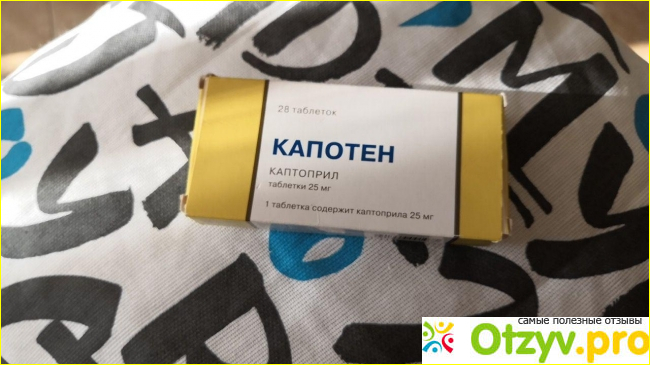 28 таблеток
КАПОТЕН
КАПТОПРИЛ
таблетки 25 мг
1 таблетка содержит каптоприла 25 мг
самые полезные отзывы
Otzyv.pro